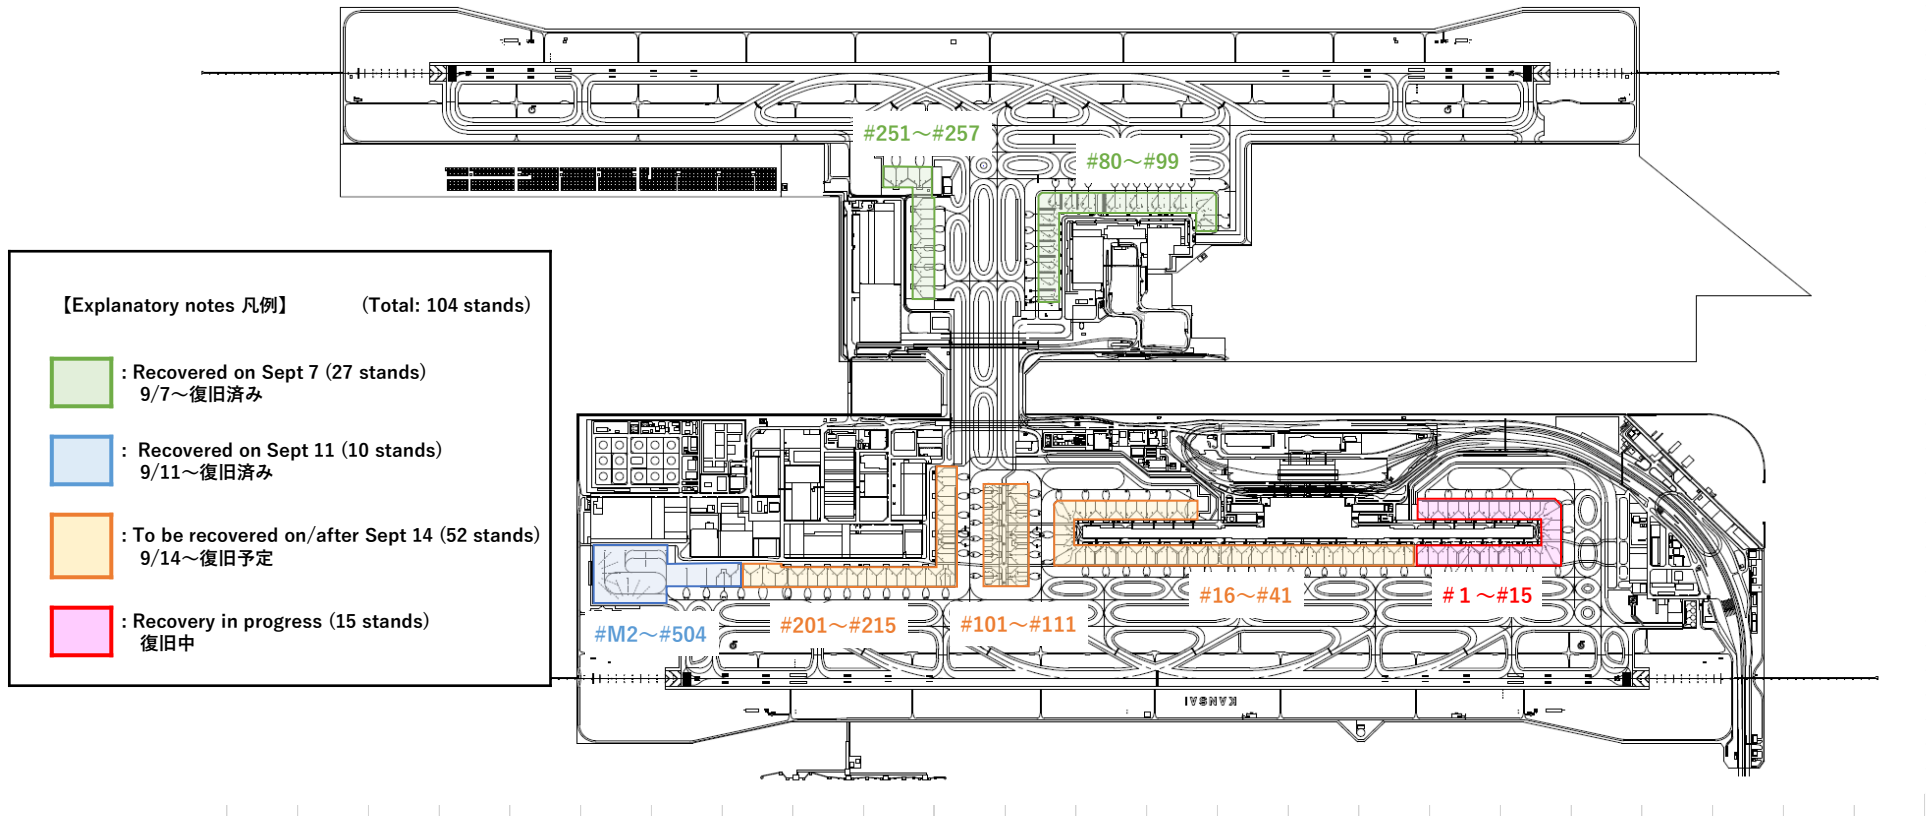 #251～#257
#80～#99
【Explanatory notes 凡例】 (Total: 104 stands)
: Recovered on Sept 7 (27 stands)
9/7～復旧済み
: Recovered on Sept 11 (10 stands)
9/11～復旧済み
: To be recovered on/after Sept 14 (52 stands)
9/14～復旧予定
: Recovery in progress (15 stands)
復旧中
#16～#41
#１～#15
#M2～#504
#201～#215
#101～#111
KANSAI